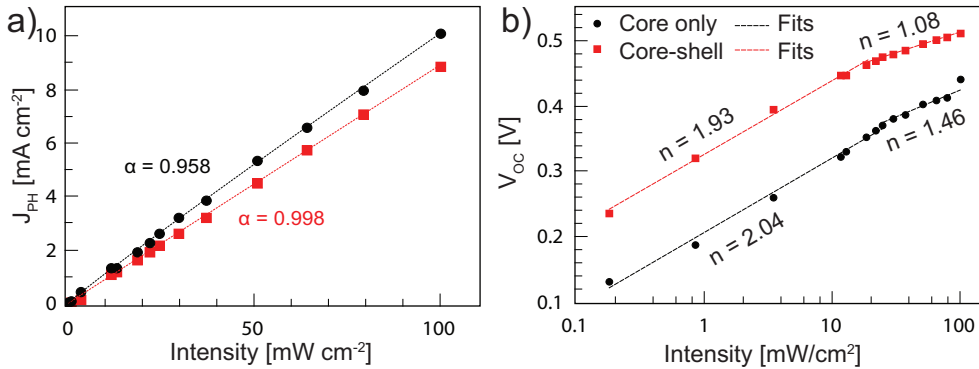 a)
10
8
6
4
2
0
J_PH [mA cm⁻²]
α = 0.958
α = 0.998
0
50
100
Intensity [mW cm⁻²]
b)
Core only
Fits
Core-shell
Fits
0.5
0.4
0.3
0.2
0.1
V_OC [V]
n = 1.08
n = 1.93
n = 1.46
n = 2.04
0.1
1
10
100
Intensity [mW/cm²]